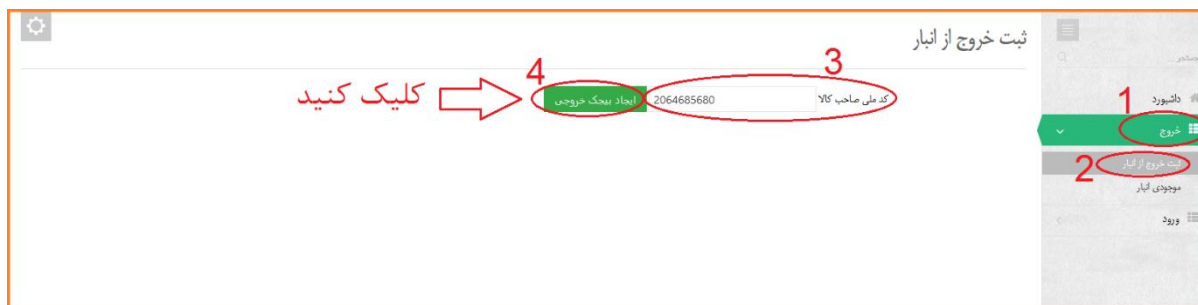 ثبت خروج از انبار
جستجو
3
4
1
کد ملی صاحب کالا
2064685680
ایجاد بیجک خروجی
کلیک کنید
داشبورد
خروج
2
ثبت خروج از انبار
موجودی انبار
ورود